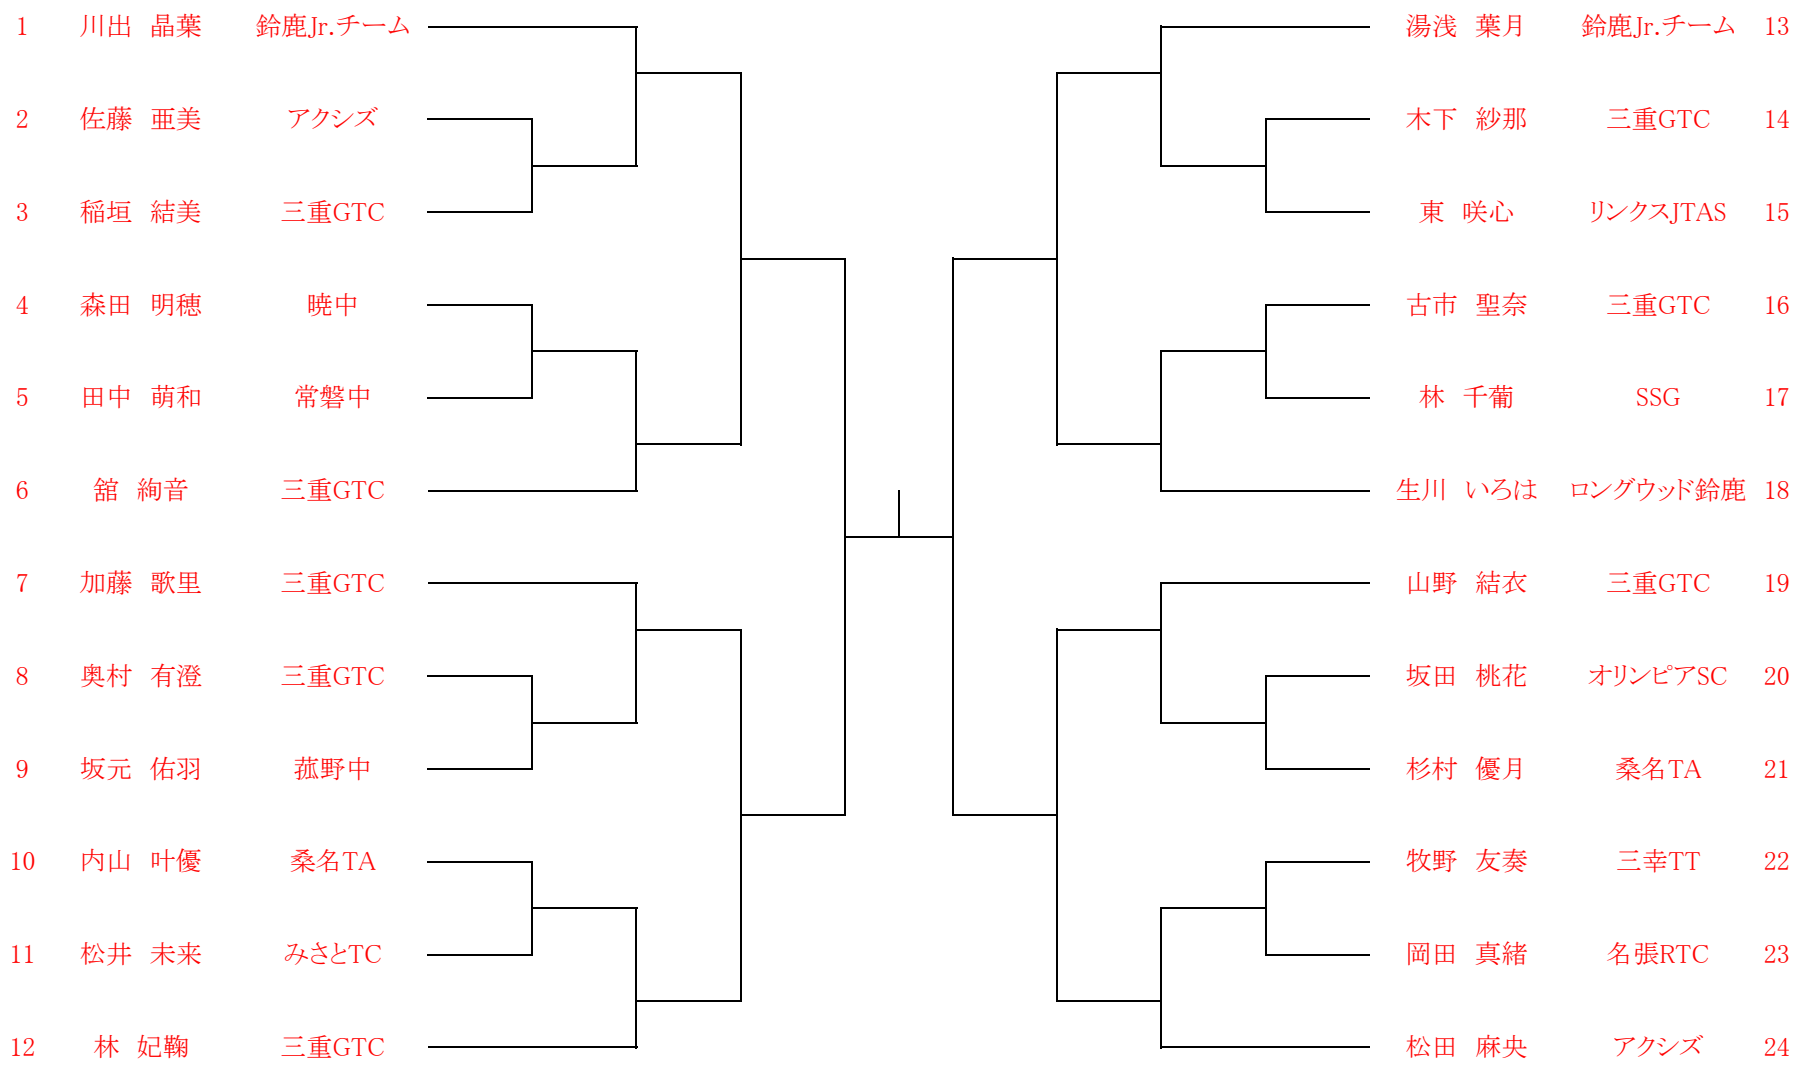 1 川出 晶葉 鈴鹿Jr.チーム
2 佐藤 亜美 アクシズ
3 稲垣 結美 三重GTC
4 森田 明穂 暁中
5 田中 萌和 常磐中
6 舘 絢音 三重GTC
7 加藤 歌里 三重GTC
8 奥村 有澄 三重GTC
9 坂元 佑羽 菰野中
10 内山 叶優 桑名TA
11 松井 未来 みさとTC
12 林 妃鞠 三重GTC
湯浅 葉月 鈴鹿Jr.チーム 13
木下 紗那 三重GTC 14
東 咲心 リンクスJTAS 15
古市 聖奈 三重GTC 16
林 千葡 SSG 17
生川 いろは ロングウッド鈴鹿 18
山野 結衣 三重GTC 19
坂田 桃花 オリンピアSC 20
杉村 優月 桑名TA 21
牧野 友奏 三幸TT 22
岡田 真緒 名張RTC 23
松田 麻央 アクシズ 24